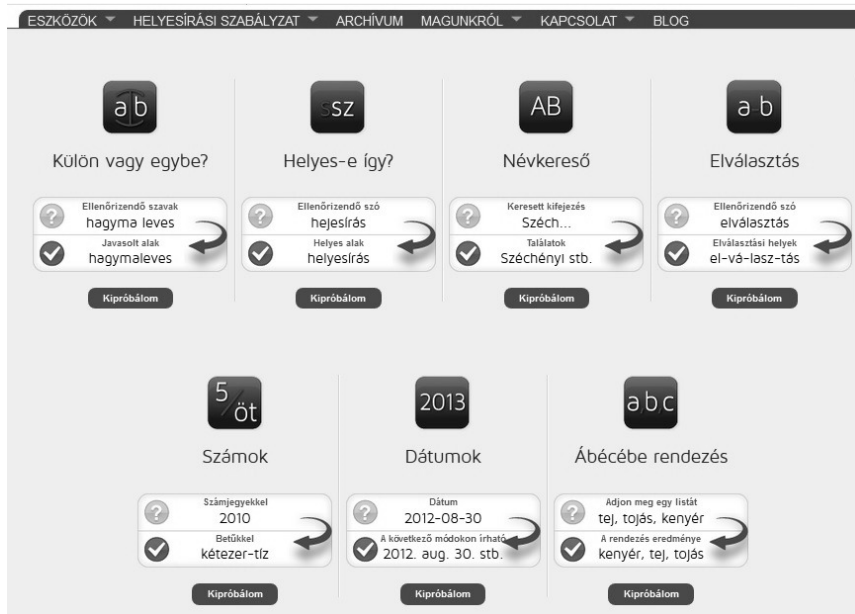 ESZKÖZÖK HELYESÍRÁSI SZABÁLYZAT ARCHÍVUM MAGUNKRÓL KAPCSOLAT BLOG
a b
Külön vagy egybe?
Ellenőrizendő szavak
hagyma leves
Javasolt alak
hagymaleves
Kipróbálom
ssz
Helyes-e így?
Ellenőrizendő szó
hejesírás
Helyes alak
helyesírás
Kipróbálom
AB
Névkereső
Keresett kifejezés
Széch...
Találatok
Széchényi stb.
Kipróbálom
a-b
Elválasztás
Ellenőrizendő szó
elválasztás
Elválasztási helyek
el-vá-lasz-tás
Kipróbálom
5/öt
Számok
Számjegyekkel
2010
Betűkkel
kétezer-tíz
Kipróbálom
2013
Dátumok
Dátum
2012-08-30
A következő módokon írható
2012. aug. 30. stb.
Kipróbálom
a,b,c
Ábécébe rendezés
Adjon meg egy listát
tej, tojás, kenyér
A rendezés eredménye
kenyér, tej, tojás
Kipróbálom